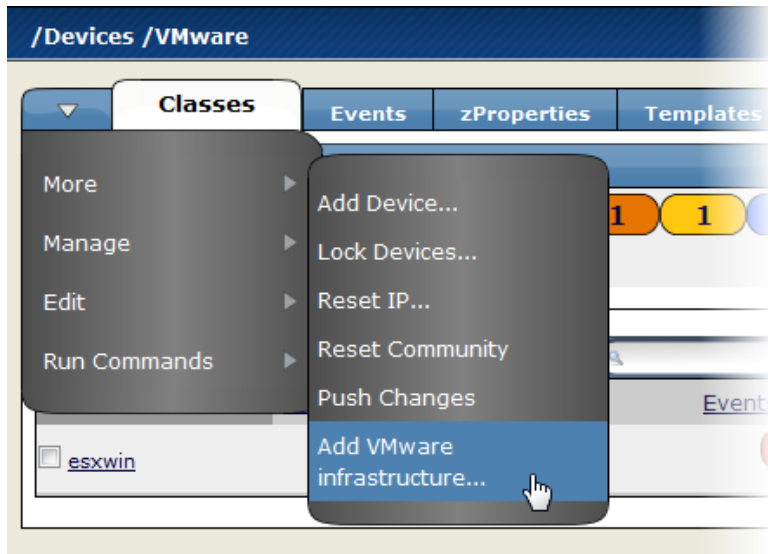 /Devices /VMware
Classes
Events
zProperties
Templates
More
Manage
Edit
Run Commands
Add Device...
Lock Devices...
Reset IP...
Reset Community
Push Changes
Add VMware
infrastructure...
1
1
Event
esxwin